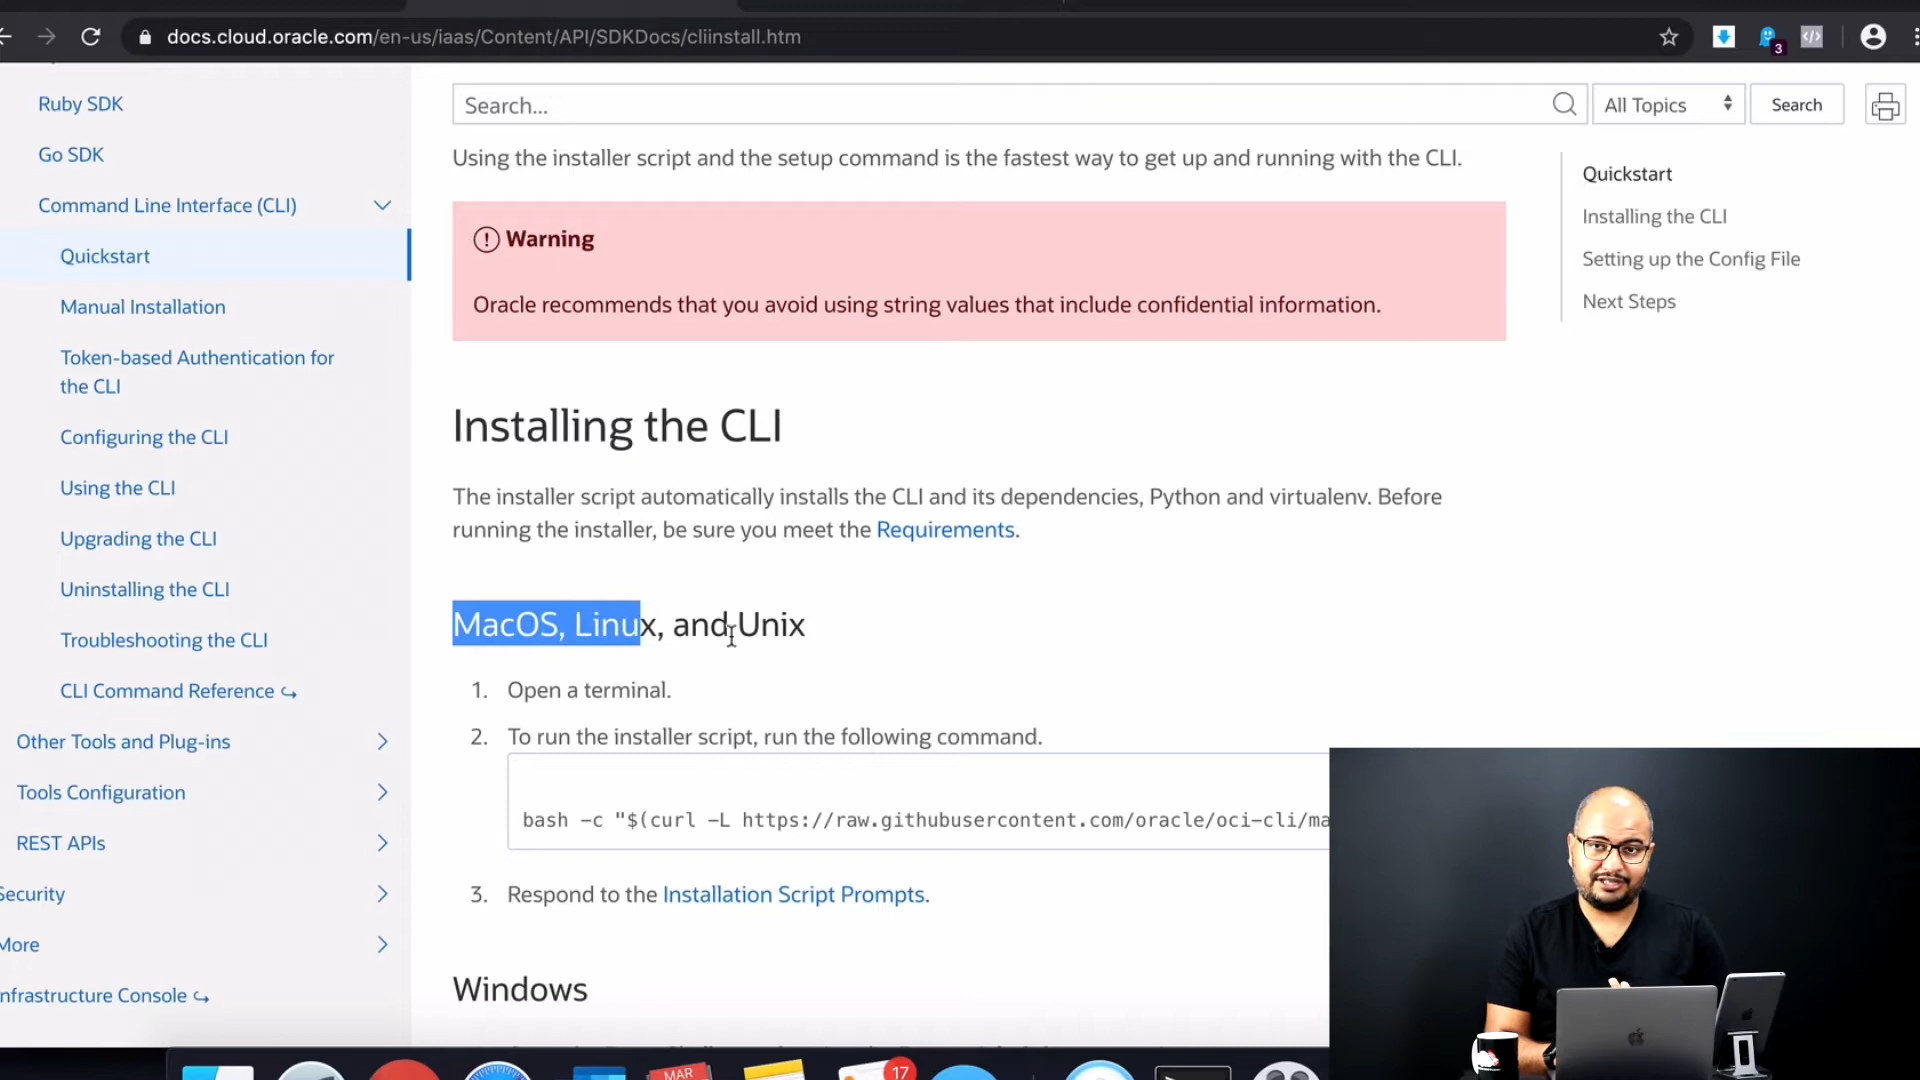 docs.cloud.oracle.com/en-us/iaas/Content/API/SDKDocs/cliinstall.htm
3
Ruby SDK
Go SDK
Command Line Interface (CLI)
Quickstart
Manual Installation
Token-based Authentication for
the CLI
Configuring the CLI
Using the CLI
Upgrading the CLI
Uninstalling the CLI
Troubleshooting the CLI
CLI Command Reference
Other Tools and Plug-ins
Tools Configuration
REST APIs
Security
More
nfrastructure Console
Search...
All Topics
Search
Using the installer script and the setup command is the fastest way to get up and running with the CLI.
Warning
Oracle recommends that you avoid using string values that include confidential information.
Installing the CLI
The installer script automatically installs the CLI and its dependencies, Python and virtualenv. Before
running the installer, be sure you meet the Requirements.
MacOS, Linux, and Unix
1. Open a terminal.
2. To run the installer script, run the following command.
bash -c "$(curl -L https://raw.githubusercontent.com/oracle/oci-cli/ma
3. Respond to the Installation Script Prompts.
Windows
Quickstart
Installing the CLI
Setting up the Config File
Next Steps
MAR
17